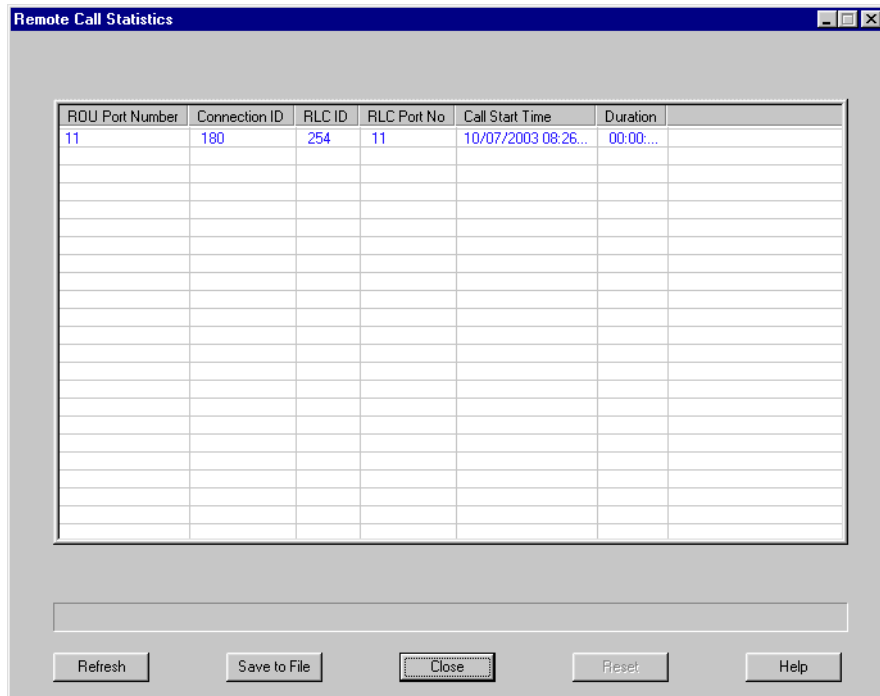 Remote Call Statistics
ROU Port Number Connection ID RLC ID RLC Port No Call Start Time Duration
11 180 254 11 10/07/2003 08:26... 00:00:...
Refresh Save to File Close Reset Help